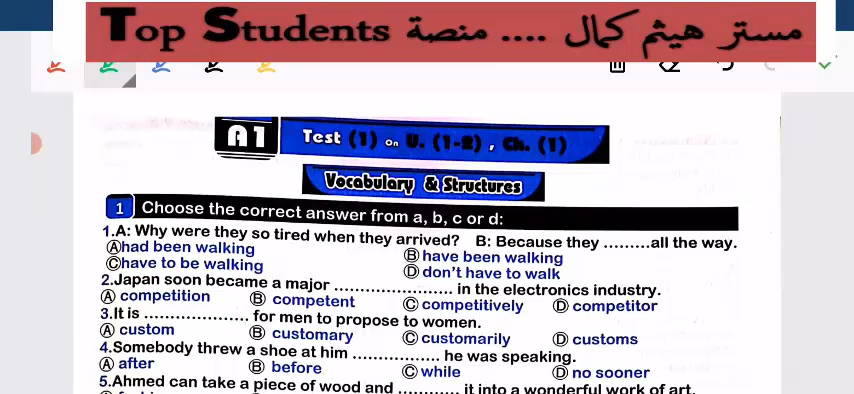 Top Students مستر هيثم كمال .... منصة
A1
Test (1) on U. (1-2) , Ch. (1)
Vocabulary & Structures
1 Choose the correct answer from a, b, c or d:
1.A: Why were they so tired when they arrived? B: Because they .........all the way.
Ⓐhad been walking Ⓑ have been walking
Ⓒhave to be walking Ⓓ don't have to walk
2.Japan soon became a major ....................... in the electronics industry.
Ⓐ competition Ⓑ competent Ⓒ competitively Ⓓ competitor
3.It is .................... for men to propose to women.
Ⓐ custom Ⓑ customary Ⓒ customarily Ⓓ customs
4.Somebody threw a shoe at him ................. he was speaking.
Ⓐ after Ⓑ before Ⓒ while Ⓓ no sooner
5.Ahmed can take a piece of wood and ............ it into a wonderful work of art.